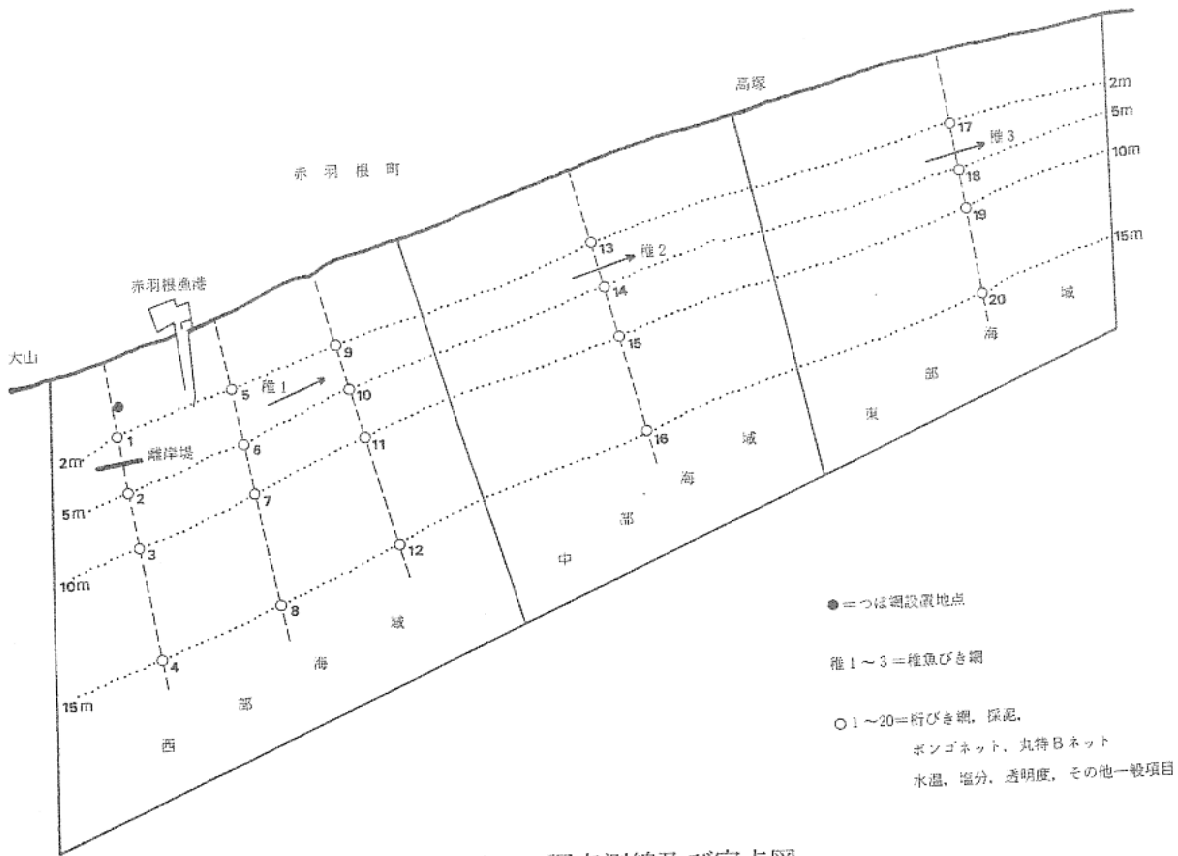 高塚
赤羽根町
赤羽根漁港
大山
2m
5m
10m
15m
17
稚3
18
19
20
13
稚2
14
15
16
9
稚1
10
11
12
5
6
7
8
1
離岸堤
2
3
4
2m
5m
10m
15m
西部海域
中部海域
東部海域
●=つぼ網設置地点
稚1~3=稚魚びき網
○1~20=桁びき網,採泥,
ボンゴネット、丸特Bネット
水温,塩分,透明度,その他一般項目